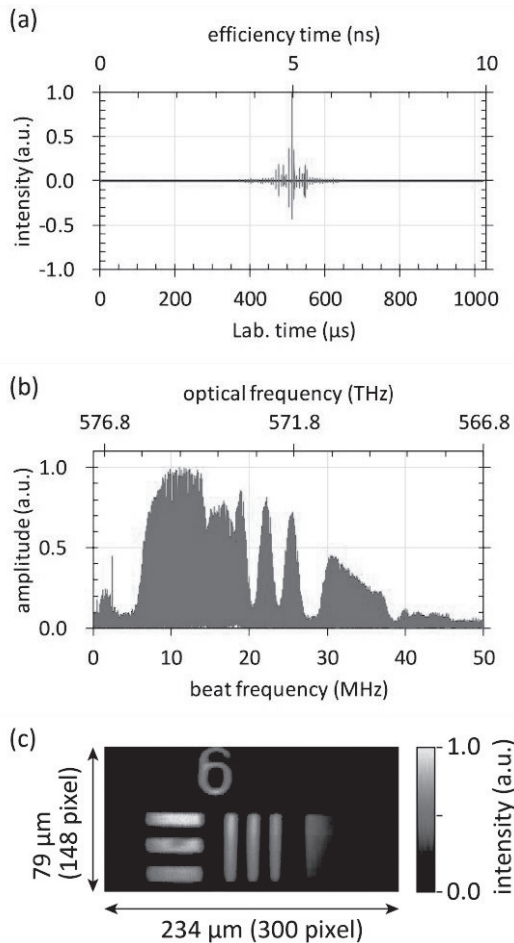 (a)
efficiency time (ns)
0 5 10
1.0
0.5
0.0
-0.5
-1.0
intensity (a.u.)
0 200 400 600 800 1000
Lab. time (μs)
(b)
optical frequency (THz)
576.8 571.8 566.8
1.0
0.5
0.0
amplitude (a.u.)
0 10 20 30 40 50
beat frequency (MHz)
(c)
79 μm
(148 pixel)
6
1.0
0.0
intensity (a.u.)
234 μm (300 pixel)